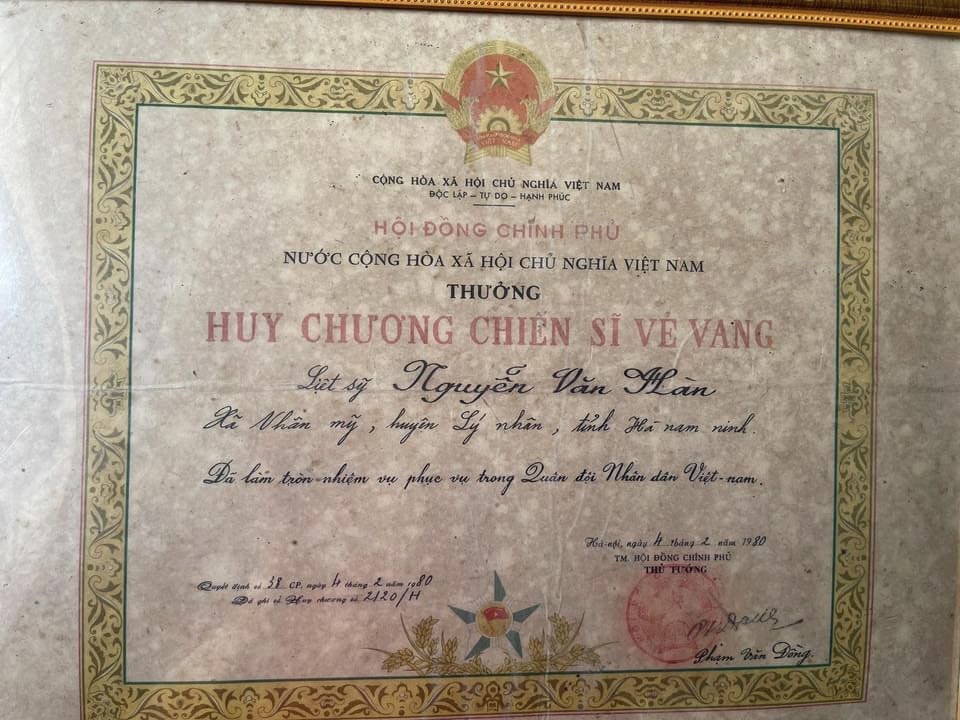 VIỆT NAM
CỘNG HÒA XÃ HỘI CHỦ NGHĨA VIỆT NAM
ĐỘC LẬP – TỰ DO – HẠNH PHÚC
HỘI ĐỒNG CHÍNH PHỦ
NƯỚC CỘNG HÒA XÃ HỘI CHỦ NGHĨA VIỆT NAM
THƯỞNG
HUY CHƯƠNG CHIẾN SĨ VẺ VANG
Liệt sỹ Nguyễn Văn Hàn
Xã Nhân mỹ, huyện Lý nhân, tỉnh Hà nam ninh.
Đã làm tròn nhiệm vụ phục vụ trong Quân đội Nhân dân Việt-nam.
Hà-nội, ngày 4 tháng 2 năm 1980
TM. HỘI ĐỒNG CHÍNH PHỦ
THỦ TƯỚNG
Quyết định số 38 CP, ngày 4 tháng 2 năm 1980
Đã ghi sổ Huy chương số 2120/H
Phạm Văn Đồng.